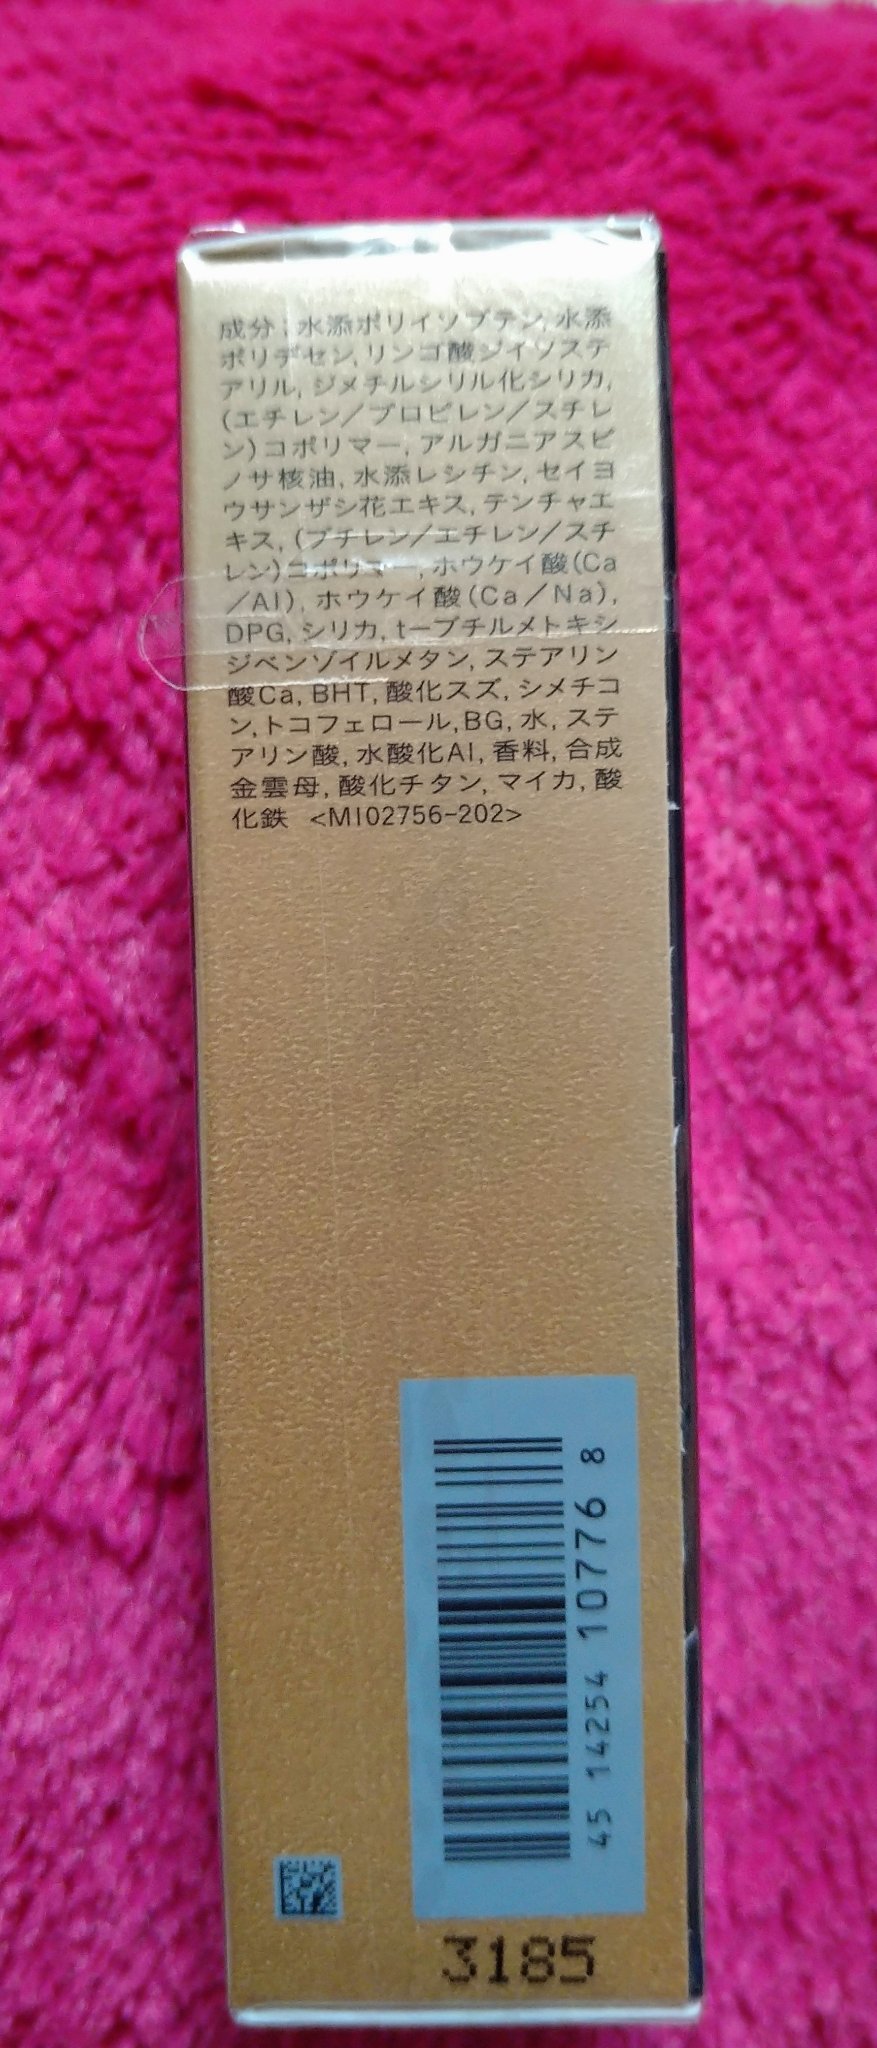 成分:水添ポリイソブテン,水添
ポリデセン,リンゴ酸ジイソステ
アリル,ジメチルシリル化シリカ,
(エチレン/プロピレン/スチレ
ン)コポリマー,アルガニアスピ
ノサ核油,水添レシチン,セイヨ
ウサンザシ花エキス,テンチャエ
キス,(ブチレン/エチレン/スチ
レン)コポリマー,ホウケイ酸(Ca
/Al),ホウケイ酸(Ca/Na),
DPG,シリカ,t-ブチルメトキシ
ジベンゾイルメタン,ステアリン
酸Ca,BHT,酸化スズ,シメチコ
ン,トコフェロール,BG,水,ステ
アリン酸,水酸化Al,香料,合成
金雲母,酸化チタン,マイカ,酸
化鉄 <MI02756-202>
45 14254 10776 8
3185